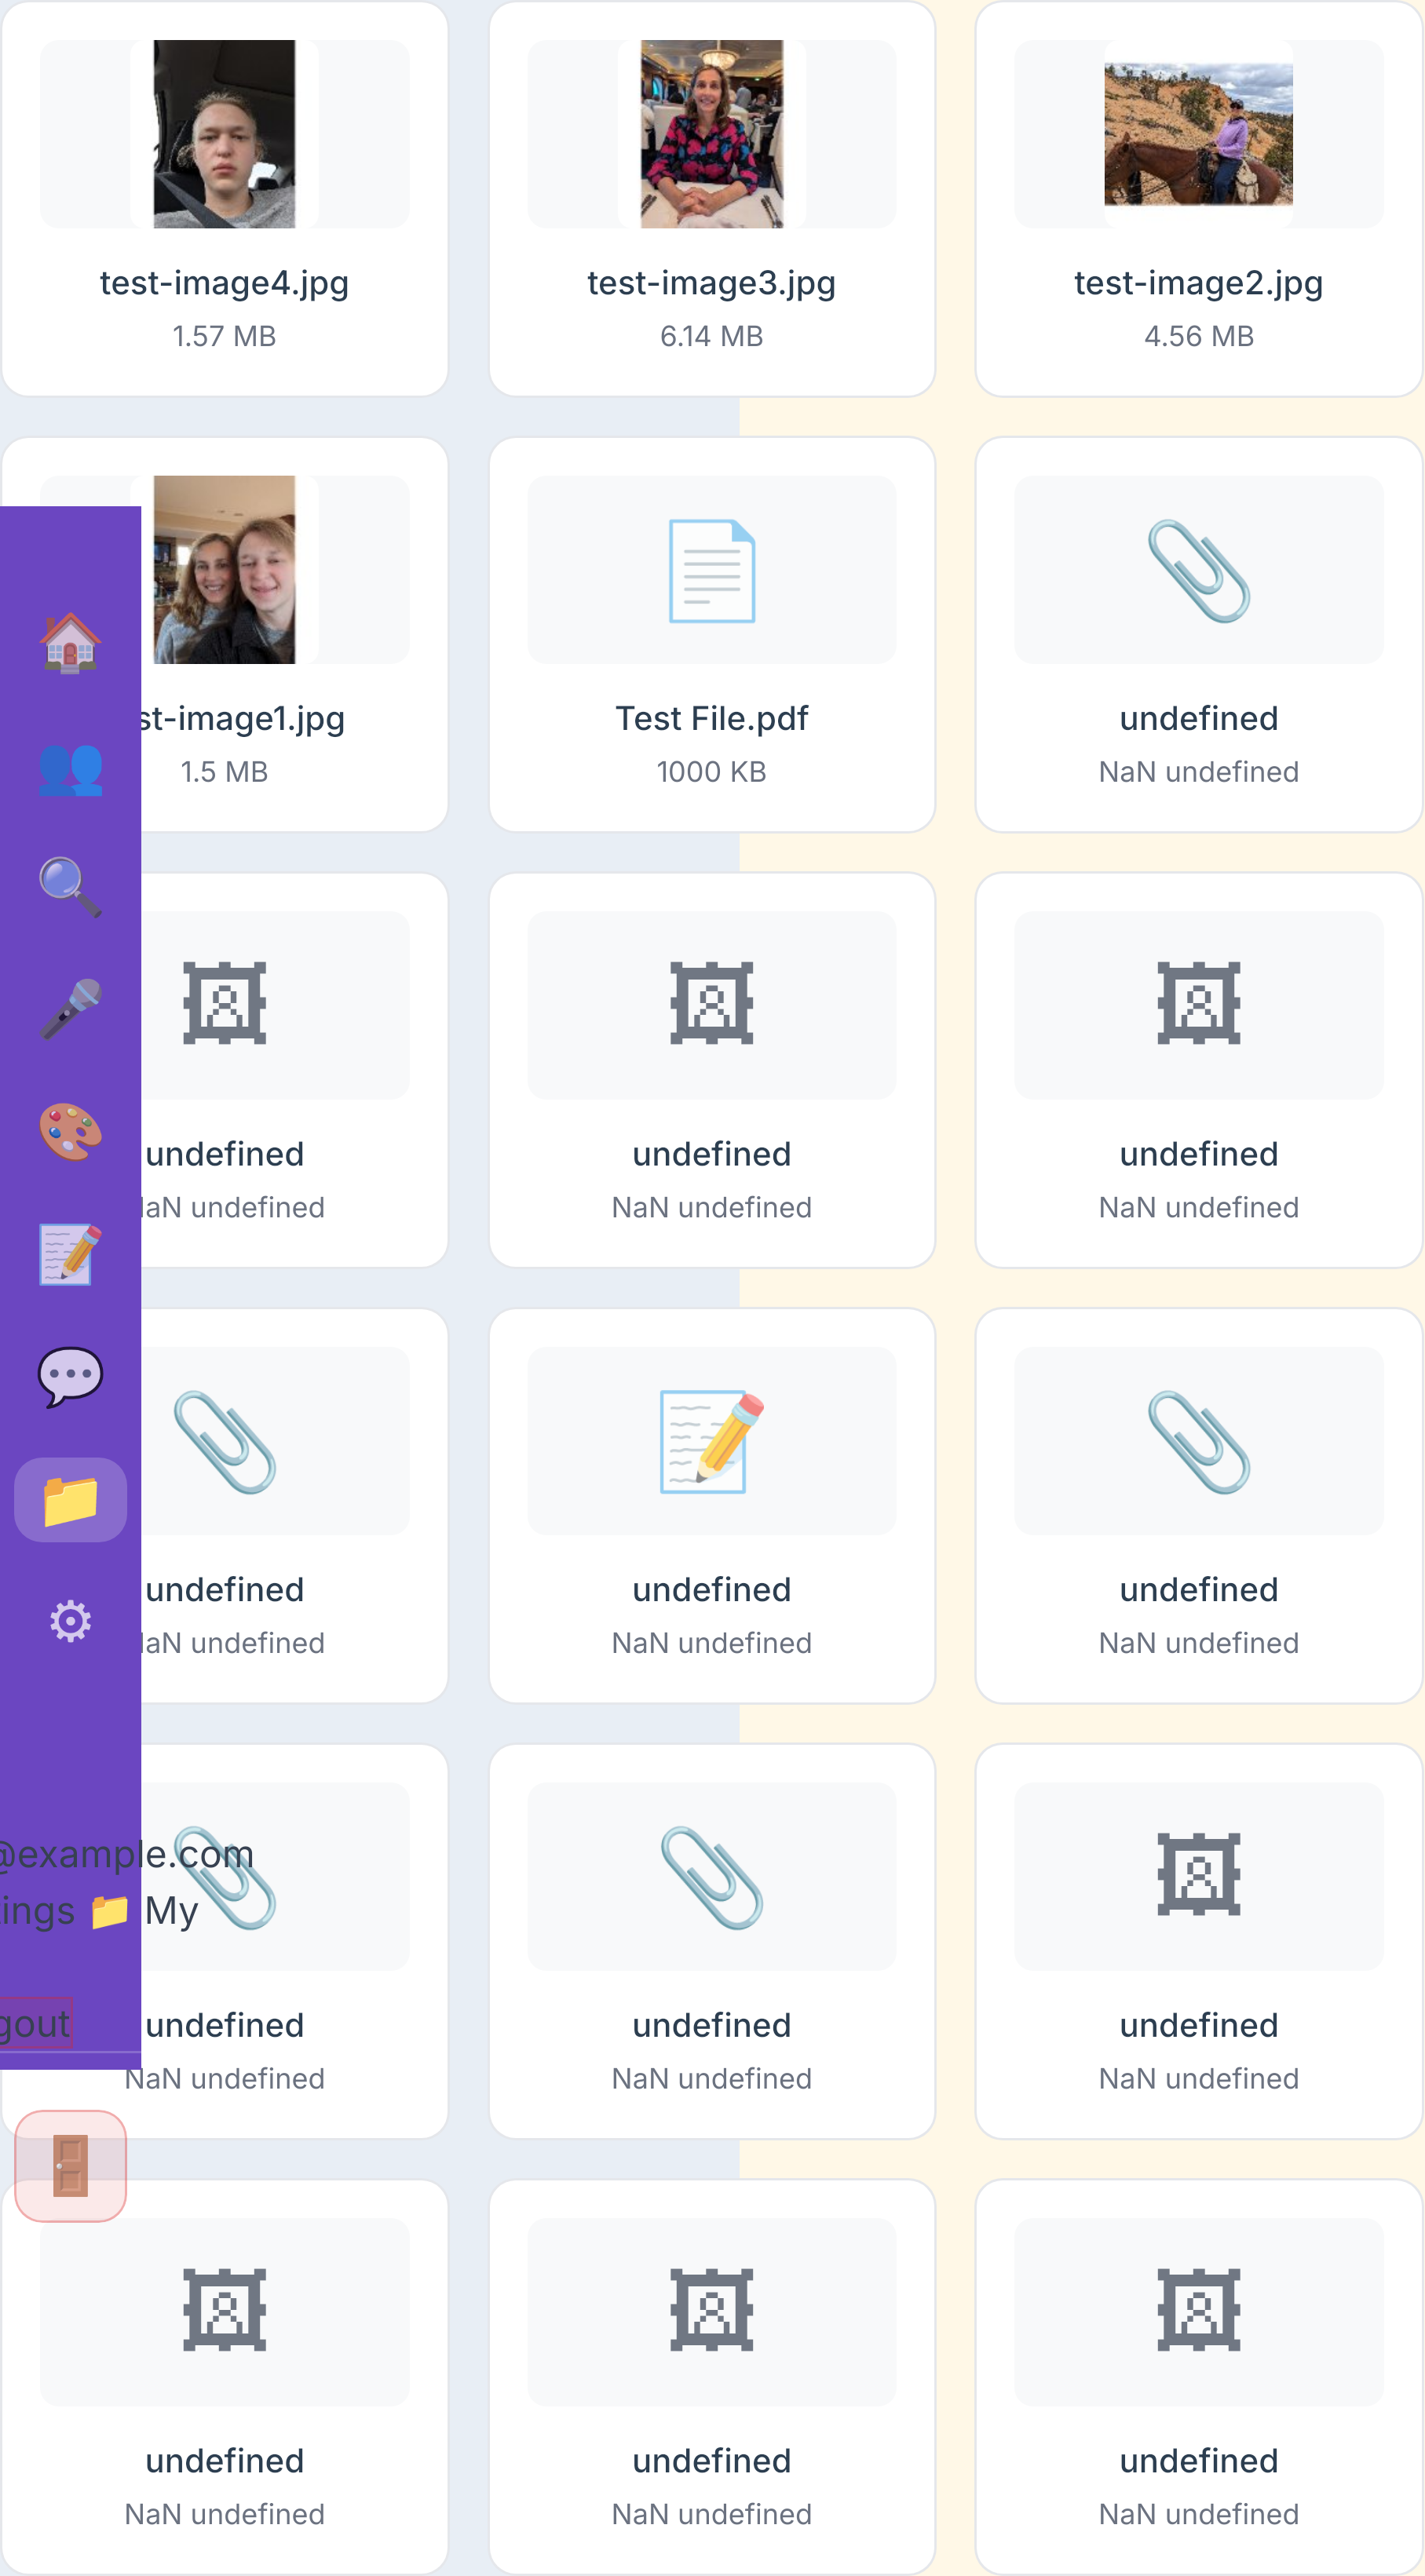 test-image4.jpg
1.57 MB
test-image3.jpg
6.14 MB
test-image2.jpg
4.56 MB
st-image1.jpg
1.5 MB
Test File.pdf
1000 KB
undefined
NaN undefined
undefined
aN undefined
undefined
NaN undefined
undefined
NaN undefined
undefined
aN undefined
undefined
NaN undefined
undefined
NaN undefined
@example.com
ings 📁 My
gout
undefined
NaN undefined
undefined
NaN undefined
undefined
NaN undefined
undefined
NaN undefined
undefined
NaN undefined
undefined
NaN undefined